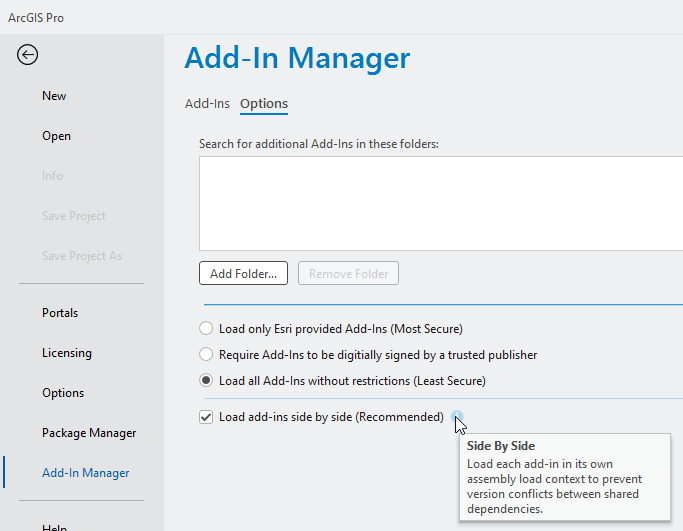 ArcGIS Pro
Add-In Manager
New
Open
Info
Save Project
Save Project As
Portals
Licensing
Options
Package Manager
Add-In Manager
Help
Add-Ins Options
Search for additional Add-Ins in these folders:
Add Folder... Remove Folder
Load only Esri provided Add-Ins (Most Secure)
Require Add-Ins to be digitially signed by a trusted publisher
Load all Add-Ins without restrictions (Least Secure)
Load add-ins side by side (Recommended)
Side By Side
Load each add-in in its own
assembly load context to prevent
version conflicts between shared
dependencies.